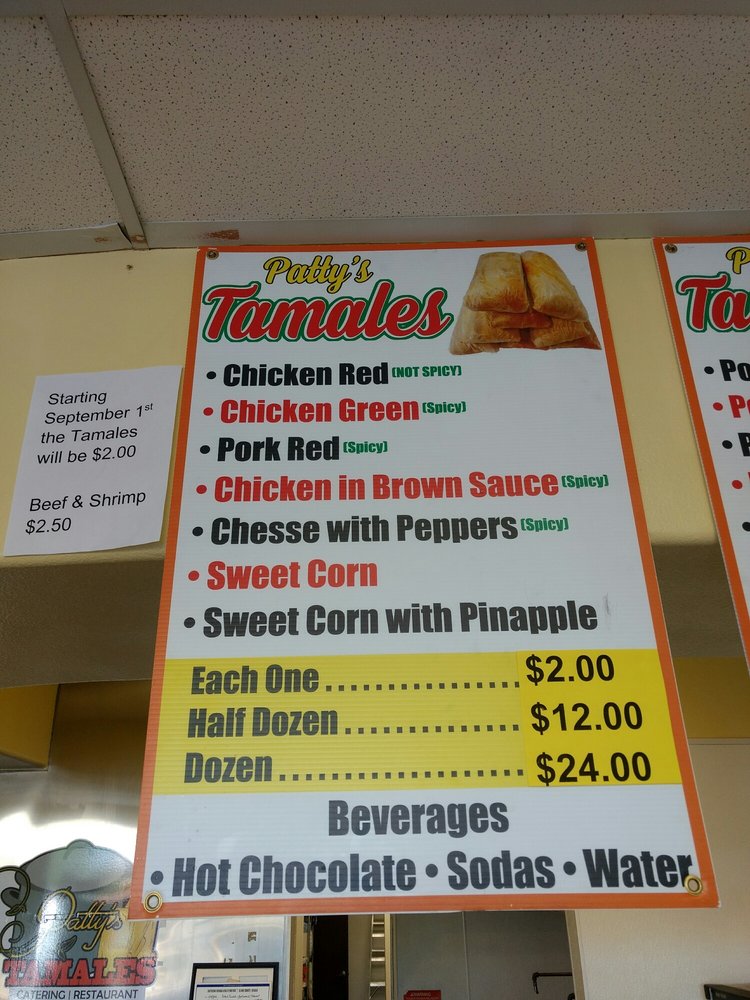 Starting
September 1st
the Tamales
will be $2.00
Beef & Shrimp
$2.50
Patty's
Tamales
• Chicken Red (NOT SPICY)
• Chicken Green (Spicy)
• Pork Red (Spicy)
• Chicken in Brown Sauce (Spicy)
• Chesse with Peppers (Spicy)
• Sweet Corn
• Sweet Corn with Pinapple
Each One .................. $2.00
Half Dozen ................ $12.00
Dozen ...................... $24.00
Beverages
• Hot Chocolate • Sodas • Water
P
Ta
• Po
• P
Patty's
TAMALES
CATERING | RESTAURANT